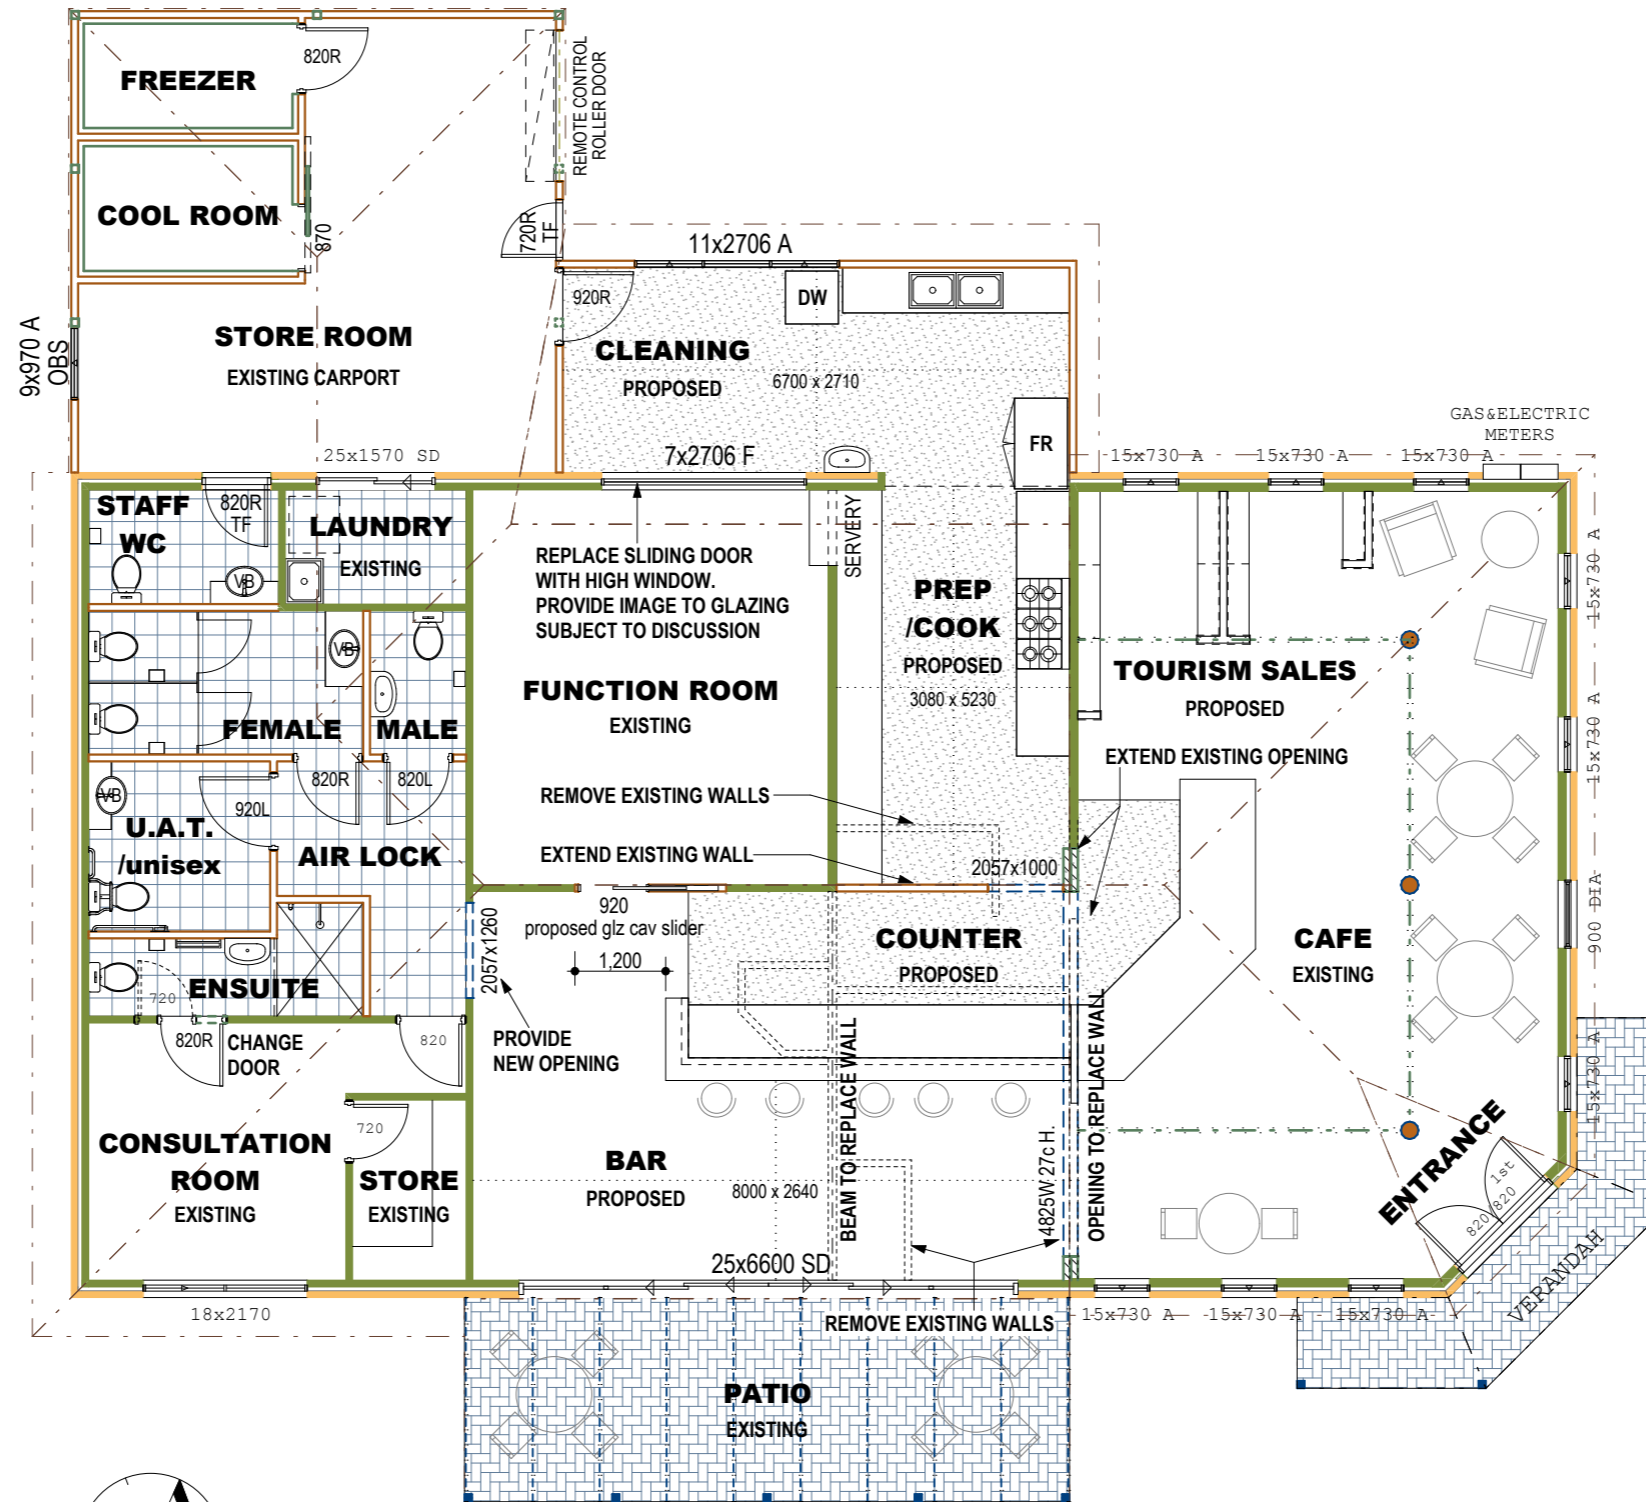 FREEZER
820R
REMOTE CONTROL
ROLLER DOOR
COOL ROOM
870
720R
TF
11x2706 A
920R
DW
9x970 A
OBS
STORE ROOM
EXISTING CARPORT
CLEANING
PROPOSED
6700 x 2710
FR
GAS&ELECTRIC
METERS
25x1570 SD
7x2706 F
15x730 A
15x730 A
15x730 A
STAFF
WC
820R
TF
VB
LAUNDRY
EXISTING
REPLACE SLIDING DOOR
WITH HIGH WINDOW.
PROVIDE IMAGE TO GLAZING
SUBJECT TO DISCUSSION
SERVERY
PREP
/COOK
PROPOSED
3080 x 5230
15x730 A
VB
FEMALE
MALE
FUNCTION ROOM
EXISTING
TOURISM SALES
PROPOSED
EXTEND EXISTING OPENING
15x730 A
820R
820L
VB
920L
U.A.T.
/unisex
AIR LOCK
REMOVE EXISTING WALLS
EXTEND EXISTING WALL
2057x1000
920
proposed glz cav slider
1,200
2057x1260
COUNTER
PROPOSED
CAFE
EXISTING
900 DIA
720
ENSUITE
820R
CHANGE
DOOR
820
PROVIDE
NEW OPENING
BEAM TO REPLACE WALL
OPENING TO REPLACE WALL
4825W 27c H.
15x730 A
CONSULTATION
ROOM
EXISTING
720
STORE
EXISTING
BAR
PROPOSED
8000 x 2640
ENTRANCE
1st
820/820
VERANDAH
25x6600 SD
18x2170
REMOVE EXISTING WALLS
15x730 A
15x730 A
15x730 A
PATIO
EXISTING